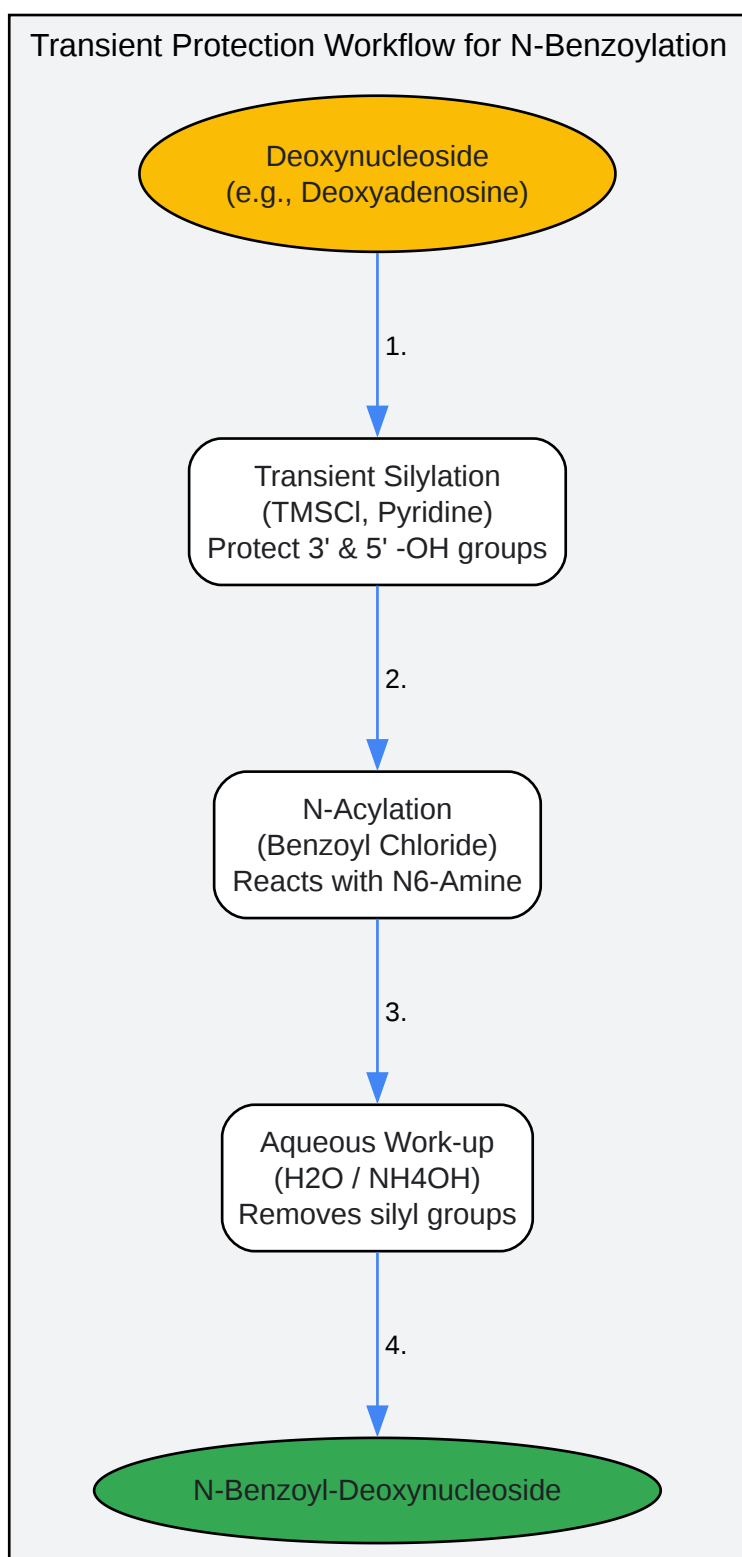 Transient Protection Workflow for N-Benzoylation
Deoxynucleoside
(e.g., Deoxyadenosine)
1.
Transient Silylation
(TMSCl, Pyridine)
Protect 3' & 5' -OH groups
2.
N-Acylation
(Benzoyl Chloride)
Reacts with N6-Amine
3.
Aqueous Work-up
(H2O / NH4OH)
Removes silyl groups
4.
N-Benzoyl-Deoxynucleoside